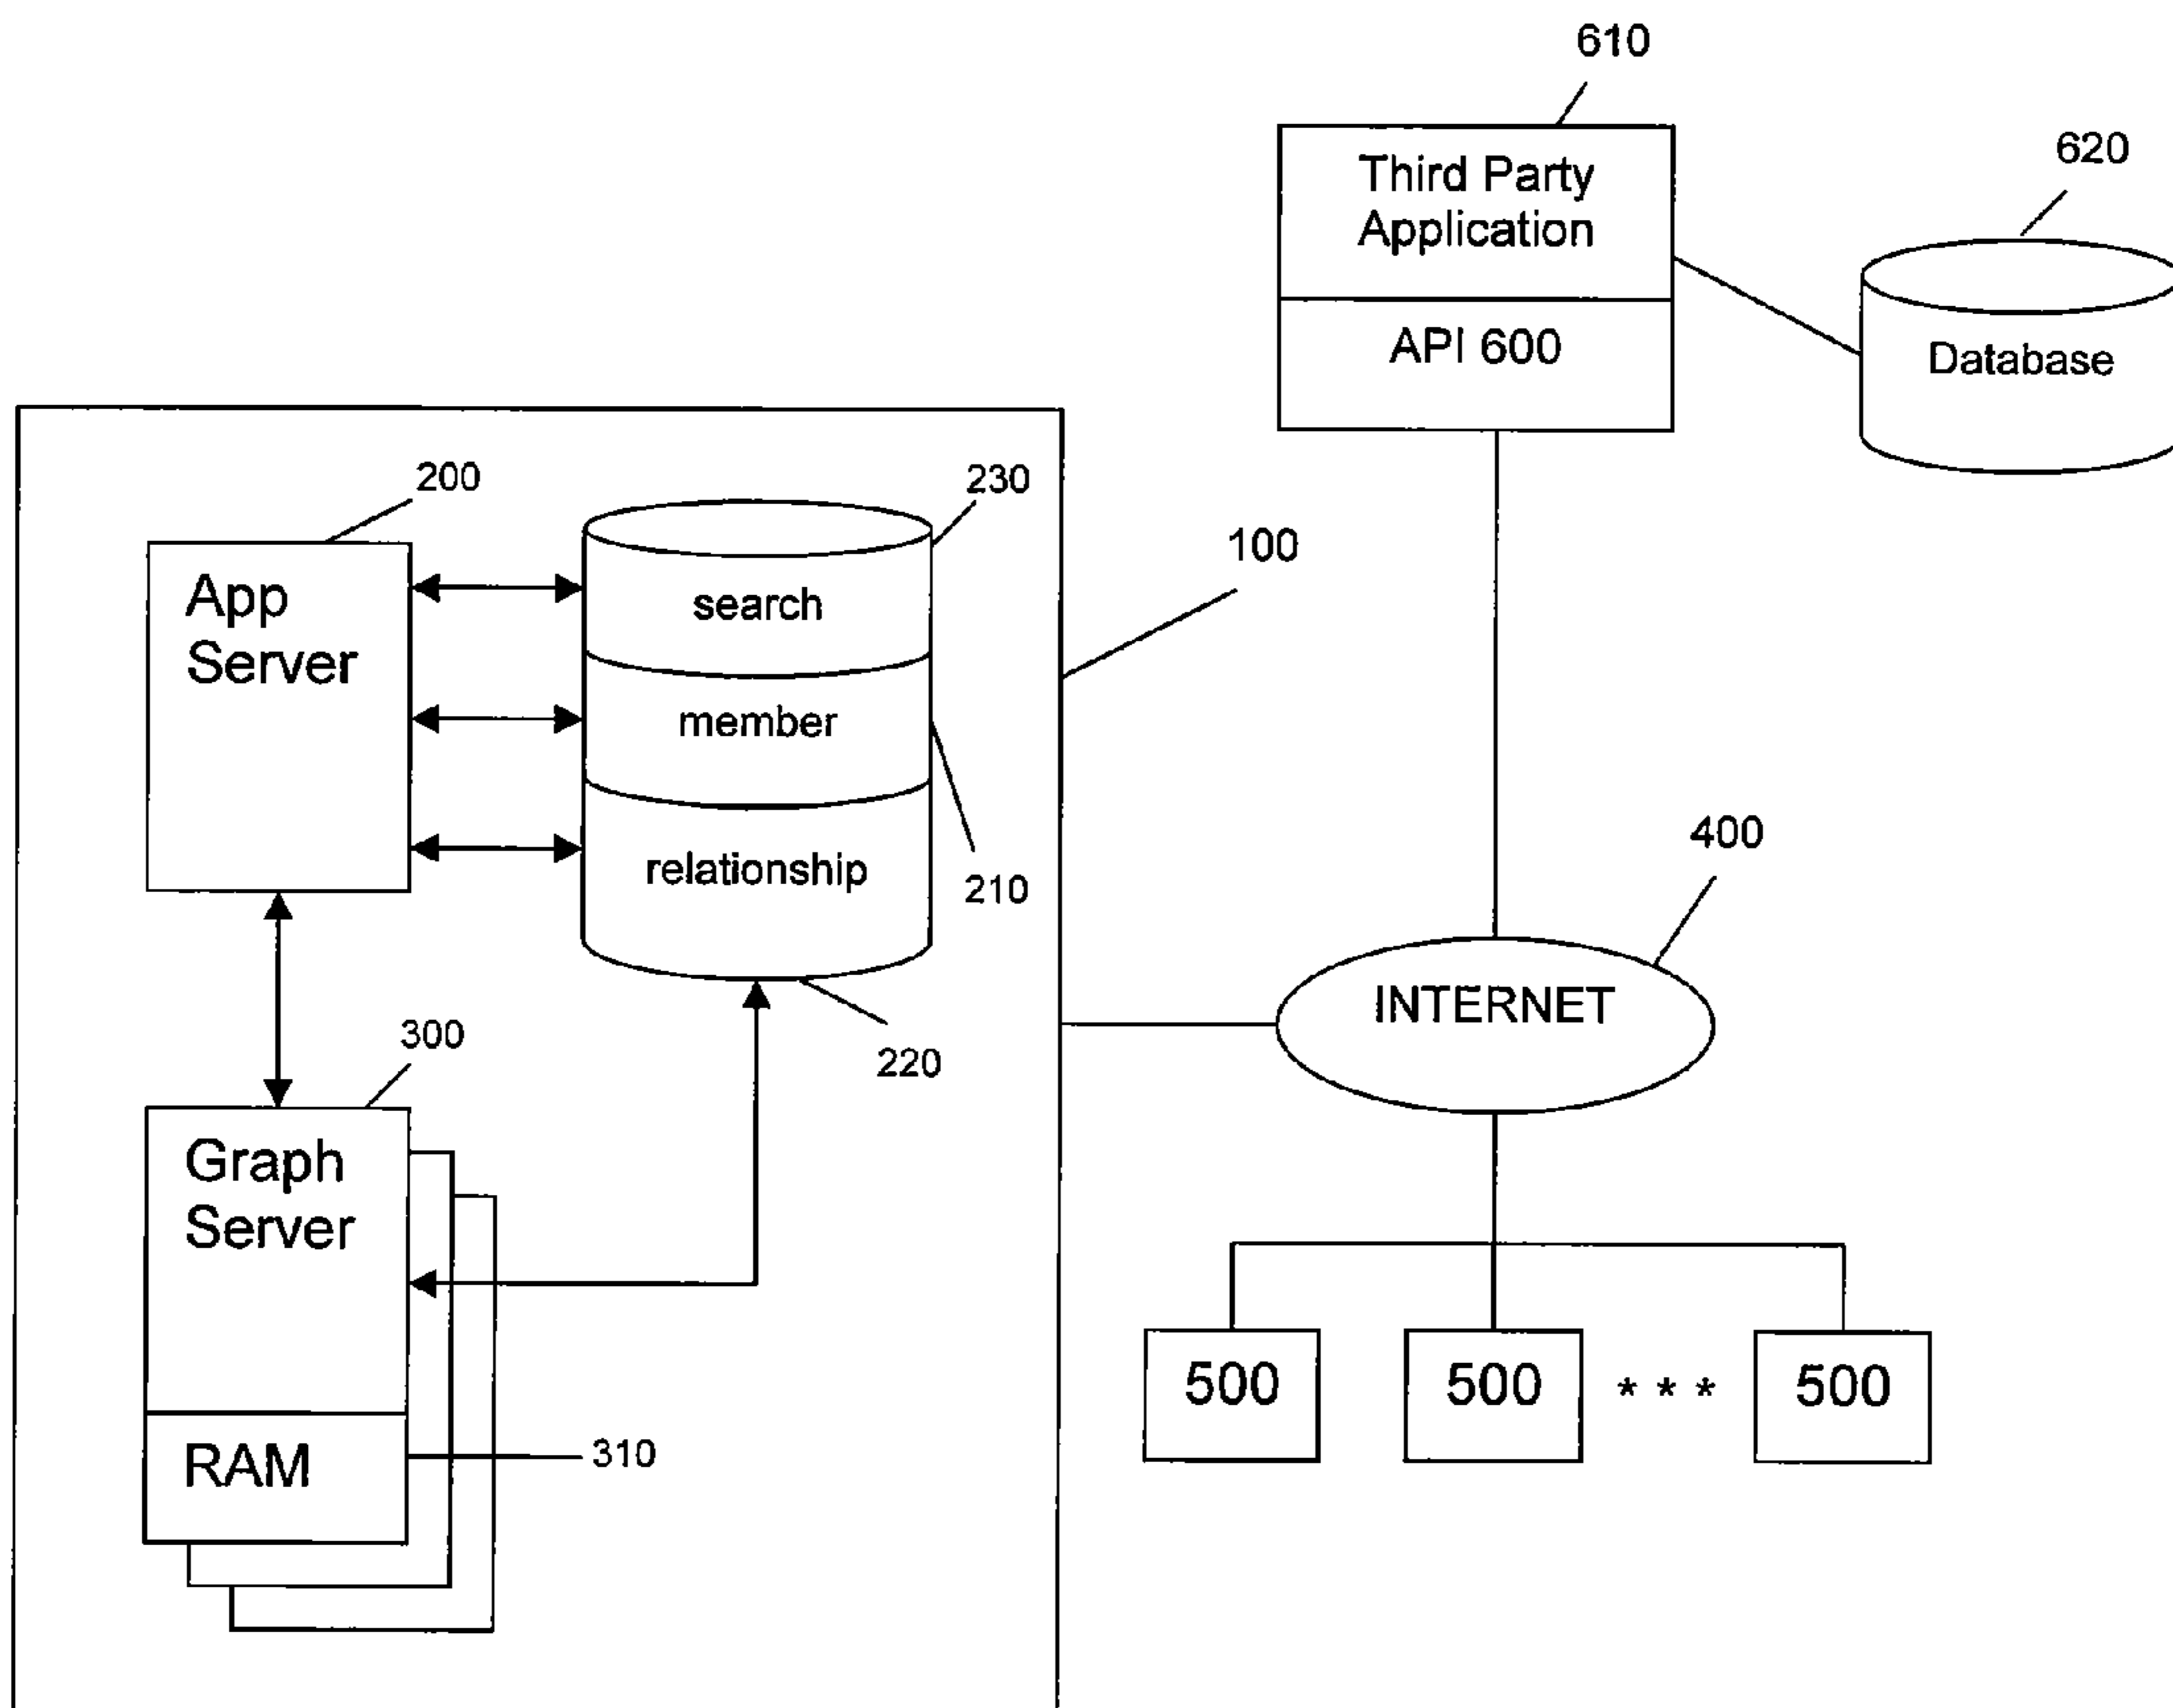 610
Third Party
Application
620
API 600
Database
200
230
100
App
Server
search
member
210
relationship
400
INTERNET
300
220
Graph
Server
500
500
* * *
500
RAM
310